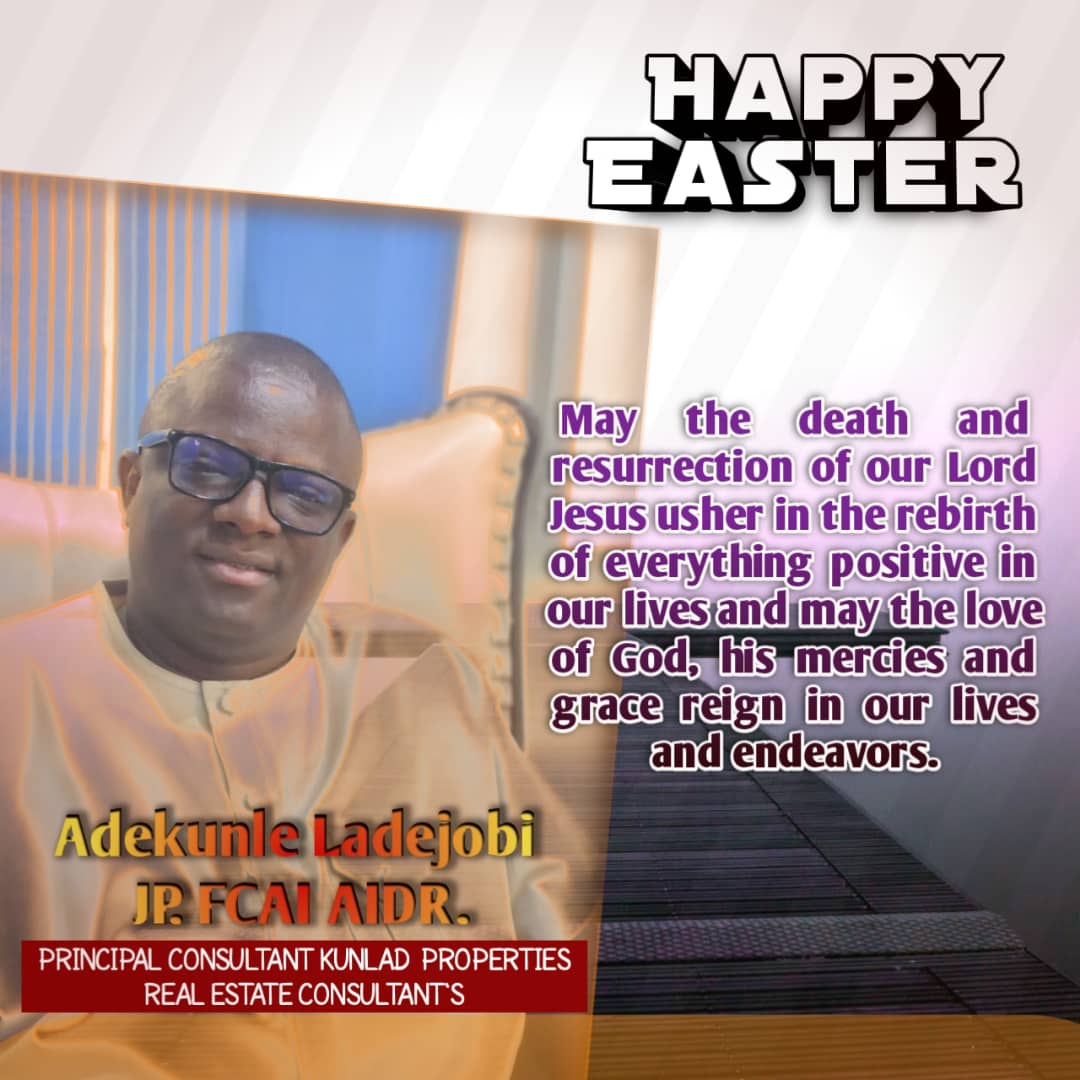 HAPPY
EASTER
May the death and
resurrection of our Lord
Jesus usher in the rebirth
of everything positive in
our lives and may the love
of God, his mercies and
grace reign in our lives
and endeavors.
Adekunle Ladejobi
JP. FCAI AIDR.
PRINCIPAL CONSULTANT KUNLAD PROPERTIES
REAL ESTATE CONSULTANT'S